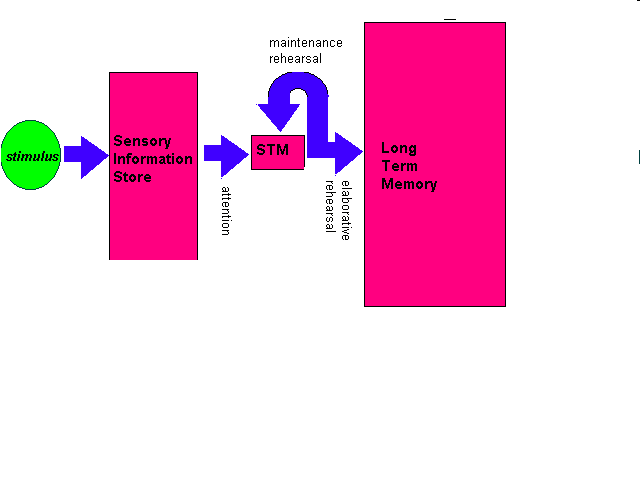 stimulus
Sensory
Information
Store
attention
STM
maintenance
rehearsal
elaborative
rehearsal
Long
Term
Memory